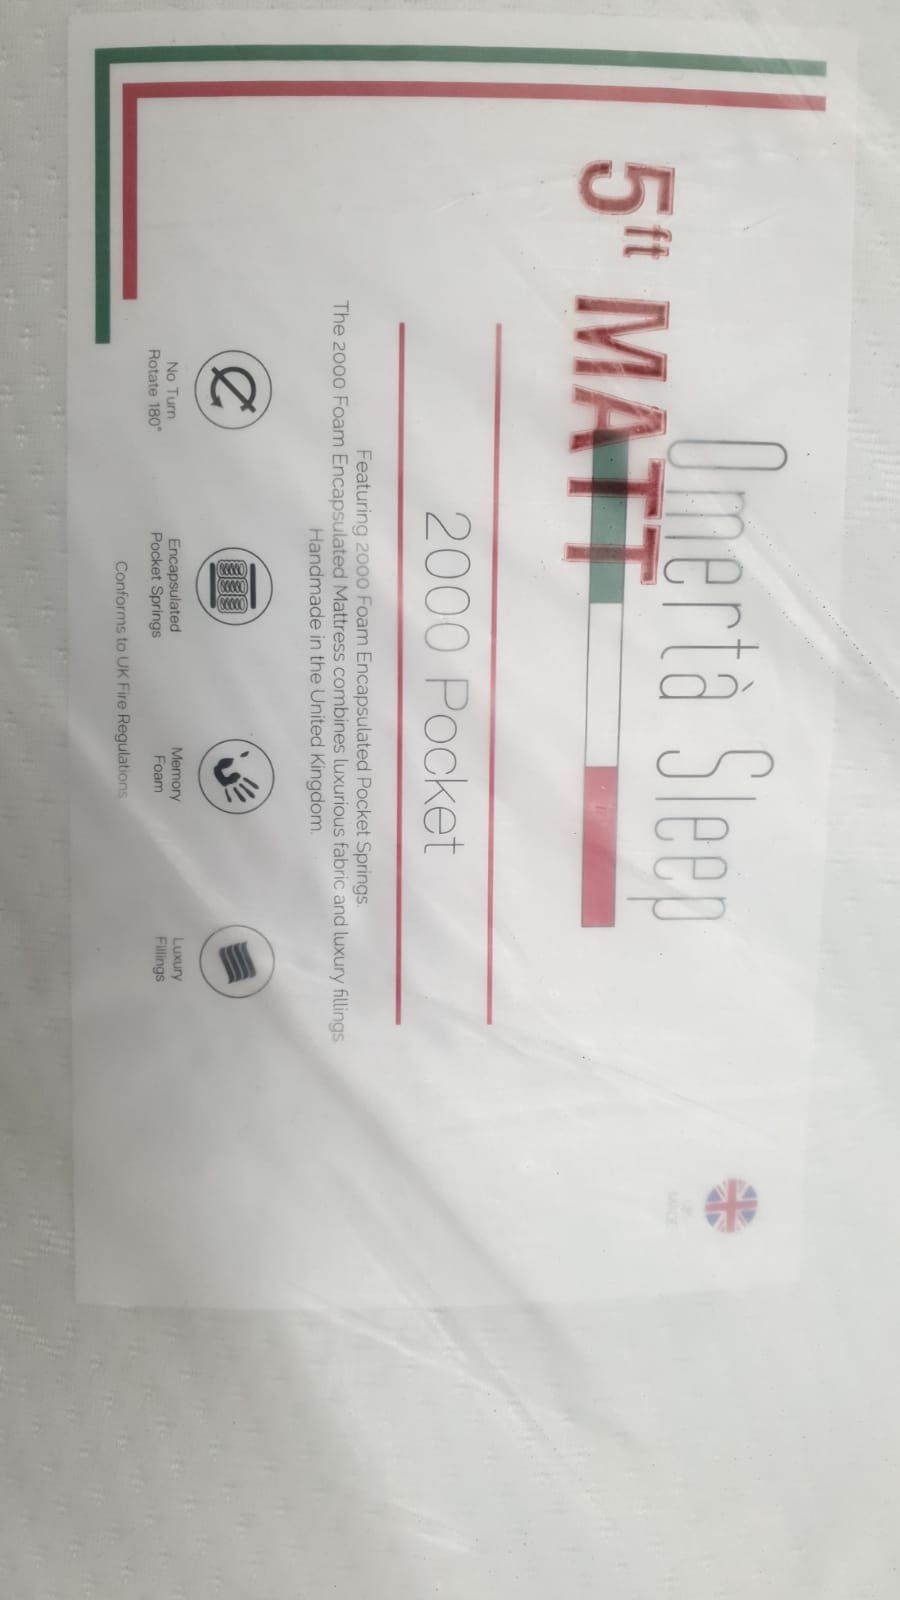 5ft MATT
Omertà Sleep
2000 Pocket
Featuring 2000 Foam Encapsulated Pocket Springs.
The 2000 Foam Encapsulated Mattress combines luxurious fabric and luxury fillings
Handmade in the United Kingdom.
No Turn
Rotate 180°
Encapsulated
Pocket Springs
Memory
Foam
Luxury
Fillings
Conforms to UK Fire Regulations
UK
MADE